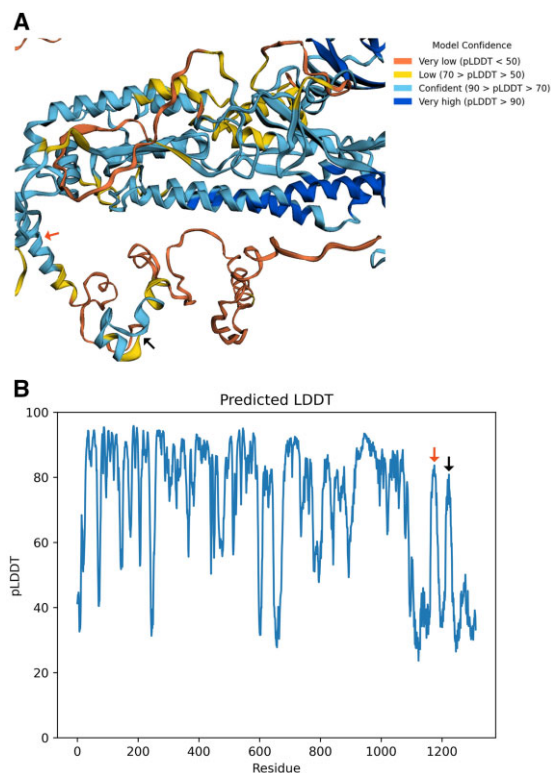 A
Model Confidence
Very low (pLDDT < 50)
Low (70 > pLDDT > 50)
Confident (90 > pLDDT > 70)
Very high (pLDDT > 90)
B
Predicted LDDT
100
80
60
40
20
0
pLDDT
0 200 400 600 800 1000 1200
Residue